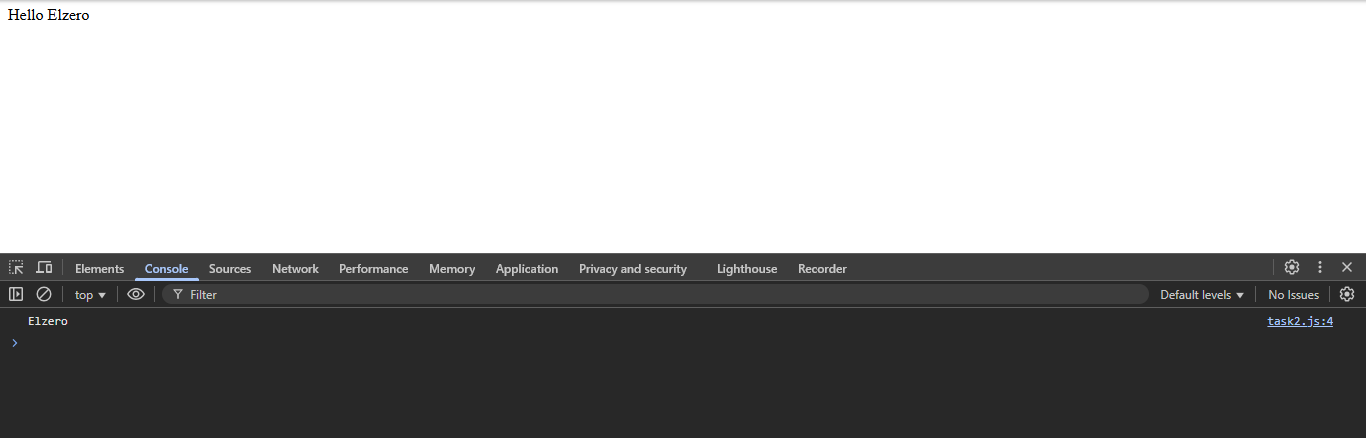 Hello Elzero
Elements Console Sources Network Performance Memory Application Privacy and security Lighthouse Recorder
top Filter Default levels No Issues
Elzero task2.js:4